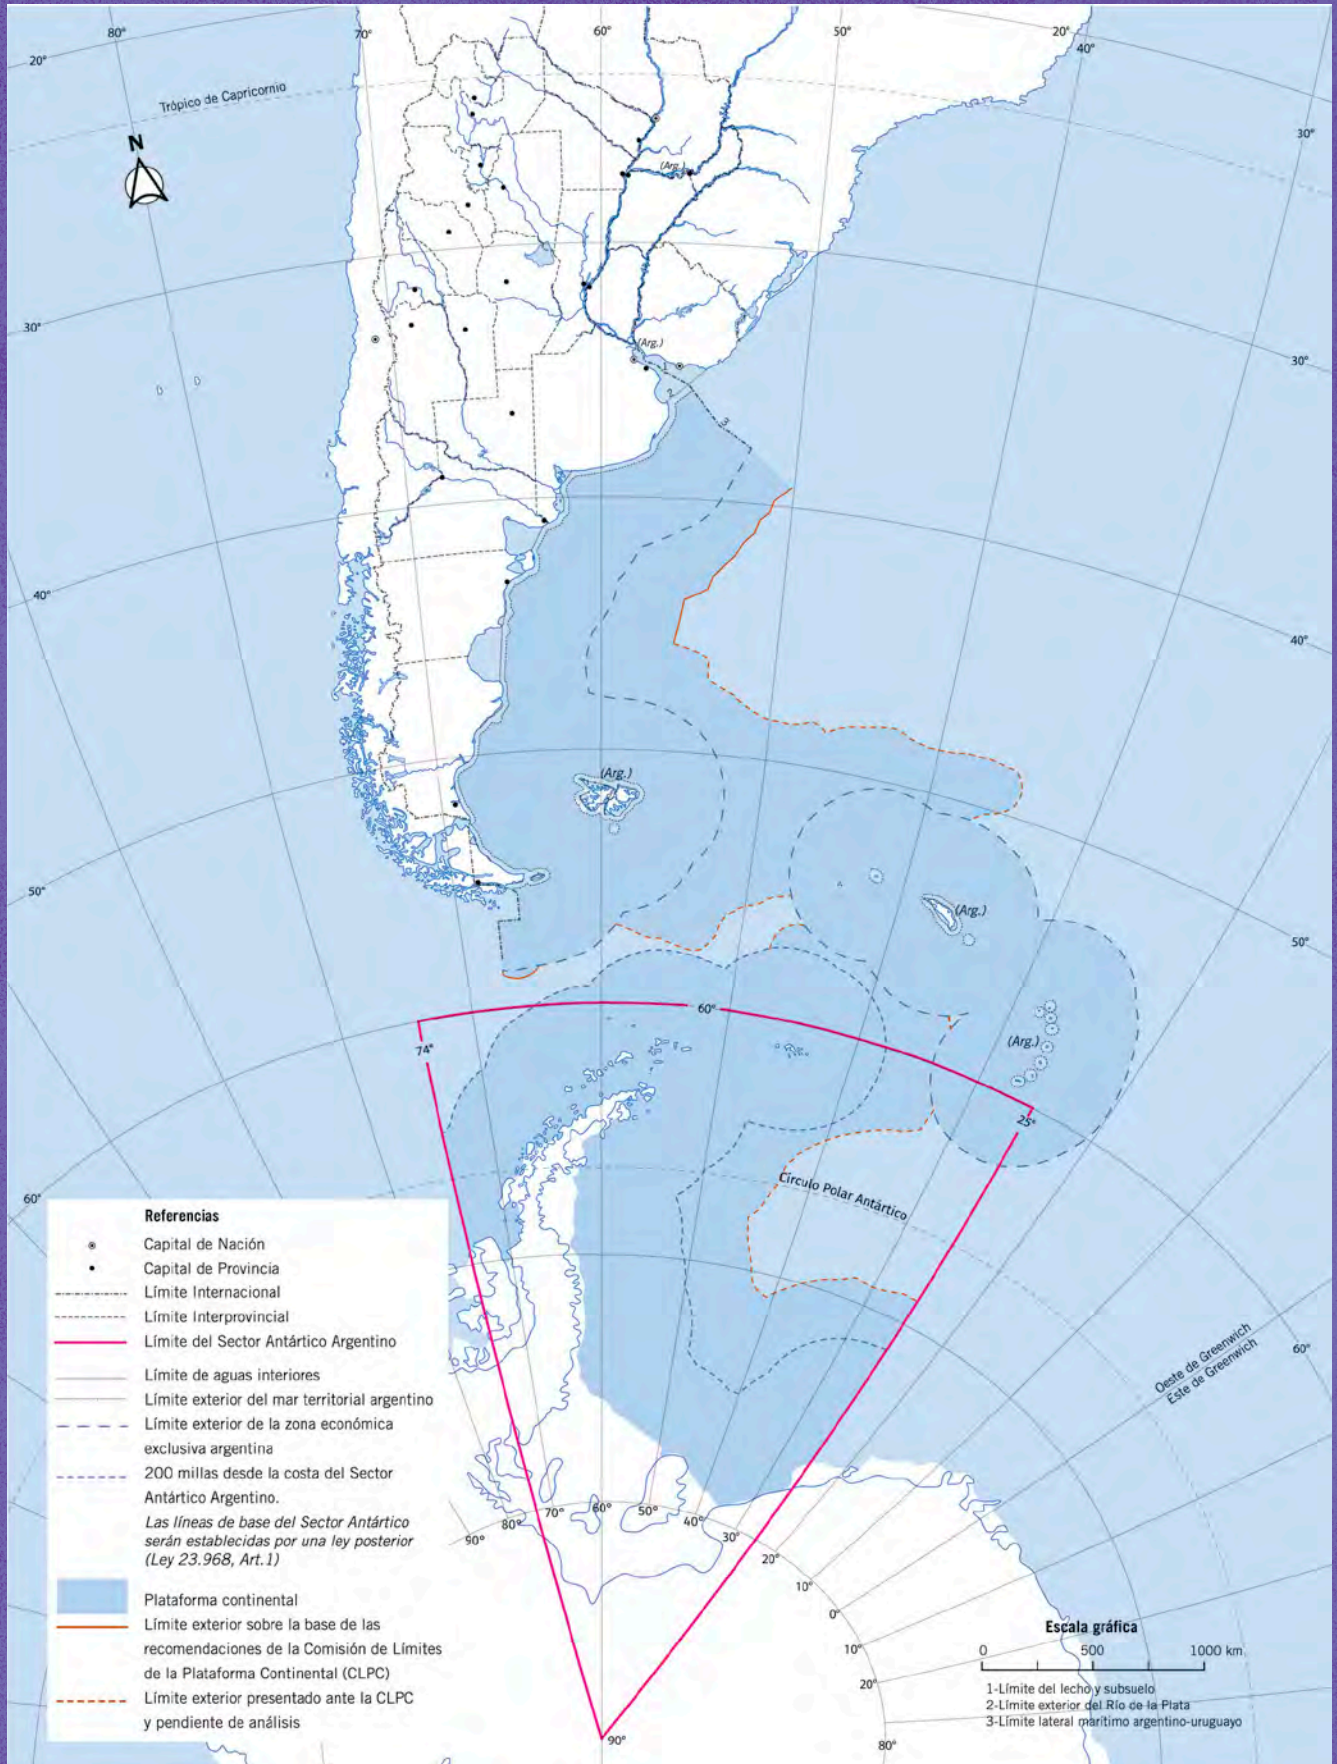 80°
70°
60°
50°
20°
40°
20°
Trópico de Capricornio
N
30°
(Arg.)
30°
(Arg.)
1
2
3
30°
40°
40°
(Arg.)
50°
(Arg.)
50°
60°
(Arg.)
74°
25°
Círculo Polar Antártico
60°
Oeste de Greenwich
Este de Greenwich
60°
Referencias
Capital de Nación
Capital de Provincia
Límite Internacional
Límite Interprovincial
Límite del Sector Antártico Argentino
Límite de aguas interiores
Límite exterior del mar territorial argentino
Límite exterior de la zona económica
exclusiva argentina
200 millas desde la costa del Sector
Antártico Argentino.
Las líneas de base del Sector Antártico
serán establecidas por una ley posterior
(Ley 23.968, Art.1)
Plataforma continental
Límite exterior sobre la base de las
recomendaciones de la Comisión de Límites
de la Plataforma Continental (CLPC)
Límite exterior presentado ante la CLPC
y pendiente de análisis
90°
80°
70°
60°
50°
40°
30°
20°
10°
0°
10°
20°
80°
90°
Escala gráfica
0 500 1000 km
1-Límite del lecho y subsuelo
2-Límite exterior del Río de la Plata
3-Límite lateral marítimo argentino-uruguayo